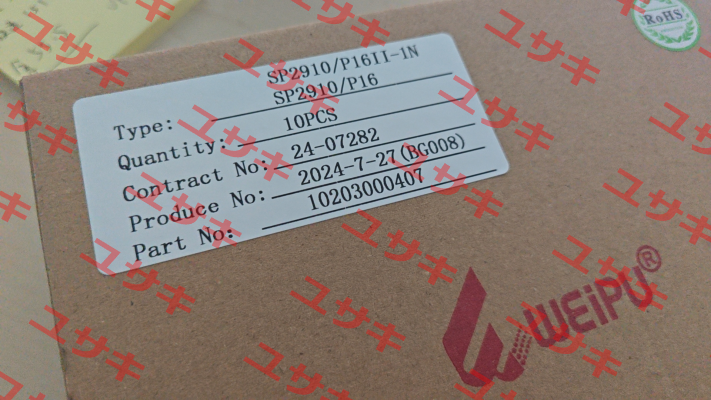 SP2910/P16II-1N
Type: SP2910/P16
Quantity: 10PCS
Contract No: 24-07282
Produce No: 2024-7-27(BG008)
Part No: 10203000407
RoHS
WEiPU®
ユサキ